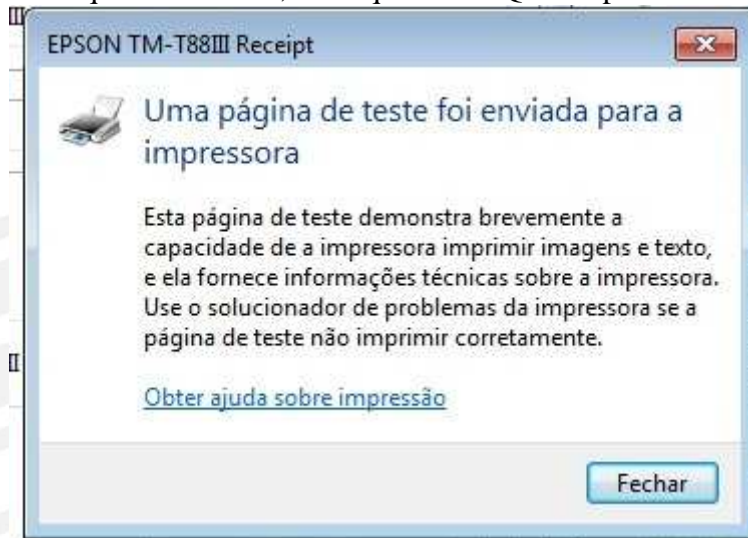 EPSON TM-T88III Receipt
Uma página de teste foi enviada para a
impressora
Esta página de teste demonstra brevemente a
capacidade de a impressora imprimir imagens e texto,
e ela fornece informações técnicas sobre a impressora.
Use o solucionador de problemas da impressora se a
página de teste não imprimir corretamente.
Obter ajuda sobre impressão
Fechar